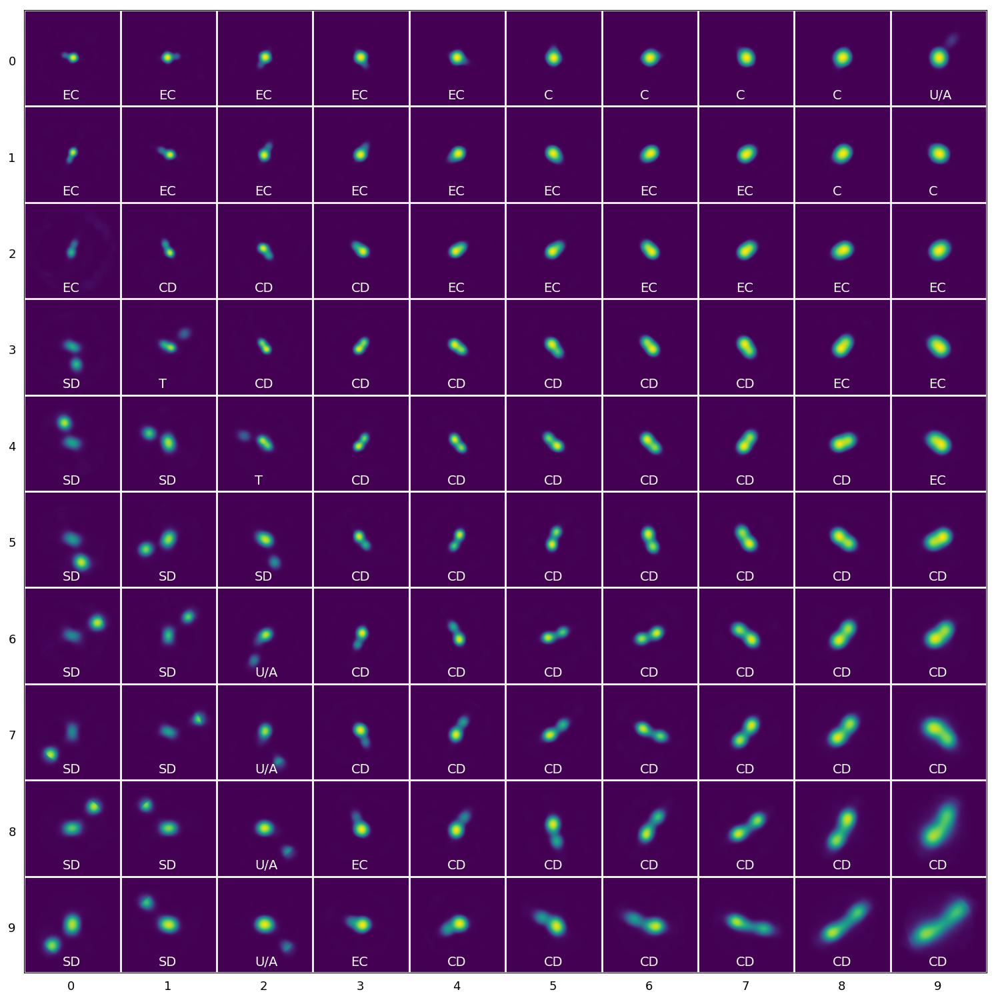 0 EC EC EC EC EC C C C C U/A
1 EC EC EC EC EC EC EC EC C C
2 EC CD CD CD EC EC EC EC EC EC
3 SD T CD CD CD CD CD CD EC EC
4 SD SD T CD CD CD CD CD CD EC
5 SD SD SD CD CD CD CD CD CD CD
6 SD SD U/A CD CD CD CD CD CD CD
7 SD SD U/A CD CD CD CD CD CD CD
8 SD SD U/A EC CD CD CD CD CD CD
9 SD SD U/A EC CD CD CD CD CD CD
0 1 2 3 4 5 6 7 8 9